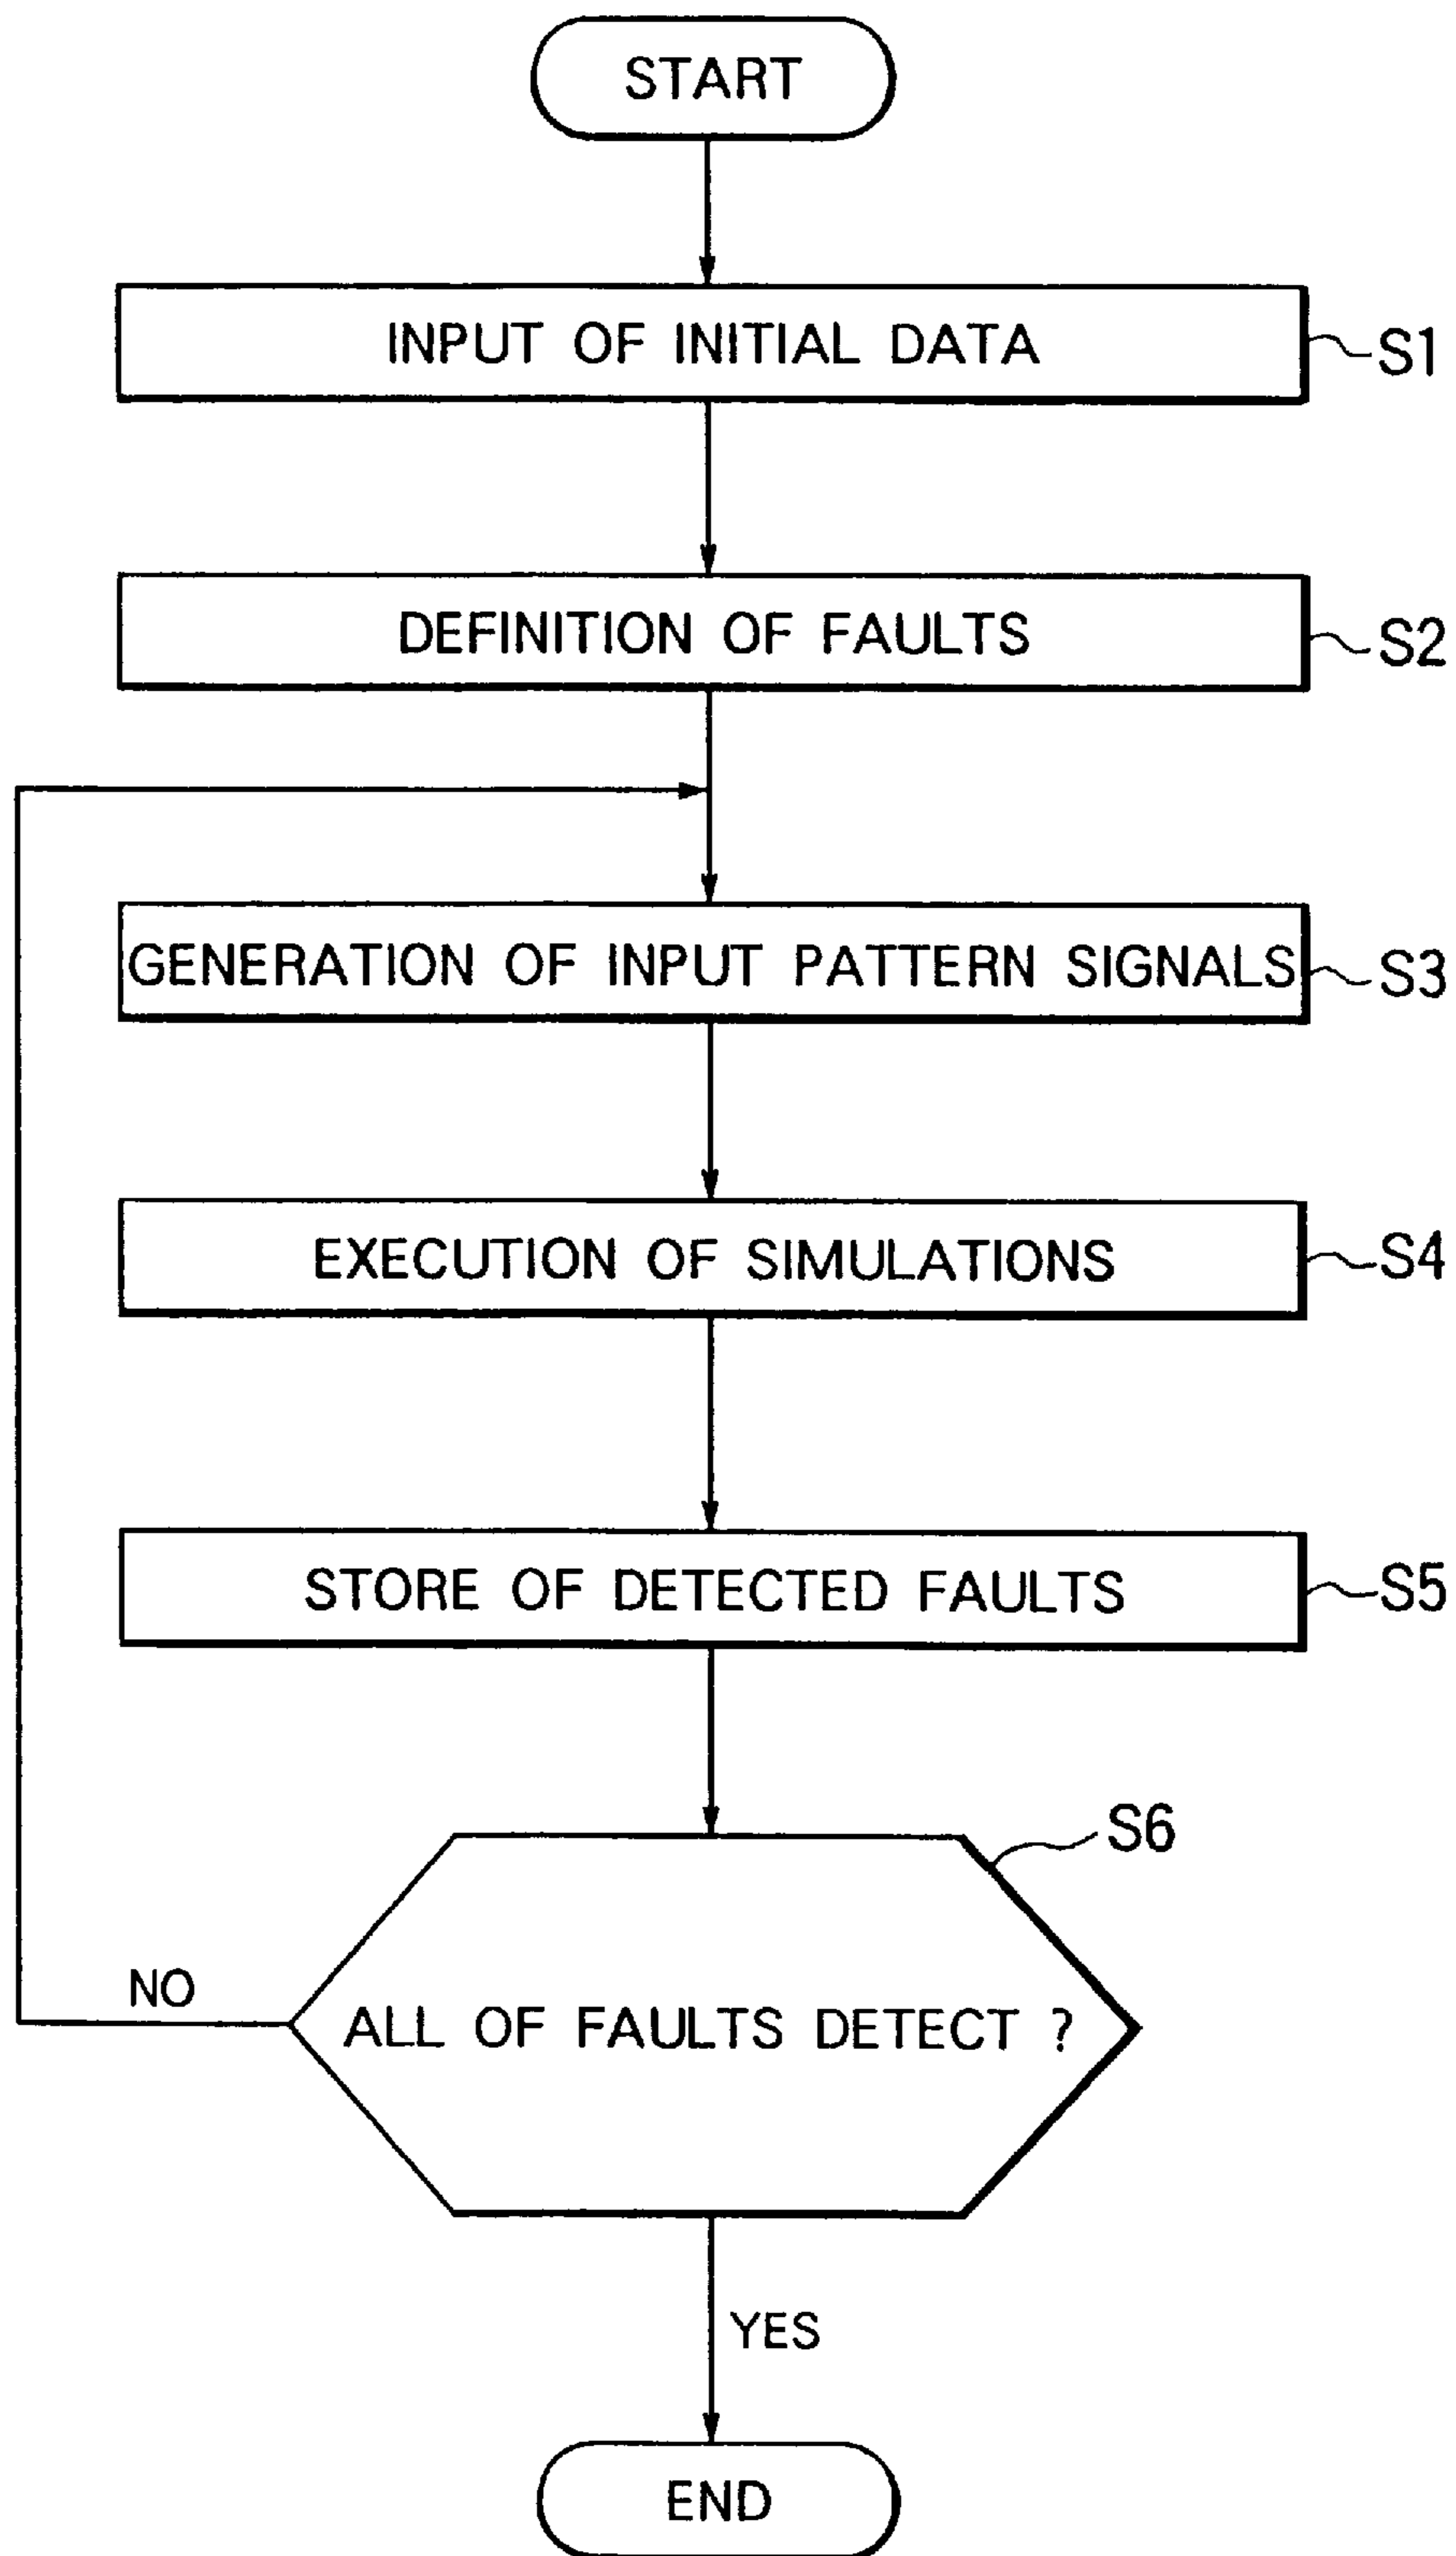 START
INPUT OF INITIAL DATA
S1
DEFINITION OF FAULTS
S2
GENERATION OF INPUT PATTERN SIGNALS
S3
EXECUTION OF SIMULATIONS
S4
STORE OF DETECTED FAULTS
S5
S6
NO
ALL OF FAULTS DETECT ?
YES
END